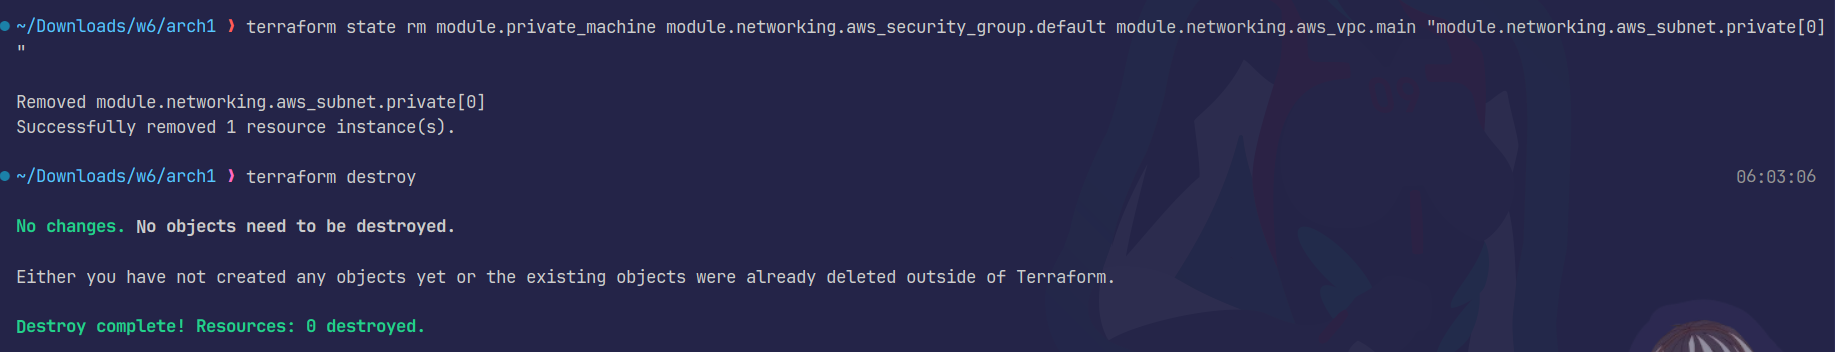 ~/Downloads/w6/arch1 ❯ terraform state rm module.private_machine module.networking.aws_security_group.default module.networking.aws_vpc.main "module.networking.aws_subnet.private[0]
"
Removed module.networking.aws_subnet.private[0]
Successfully removed 1 resource instance(s).
~/Downloads/w6/arch1 ❯ terraform destroy 06:03:06
No changes. No objects need to be destroyed.
Either you have not created any objects yet or the existing objects were already deleted outside of Terraform.
Destroy complete! Resources: 0 destroyed.